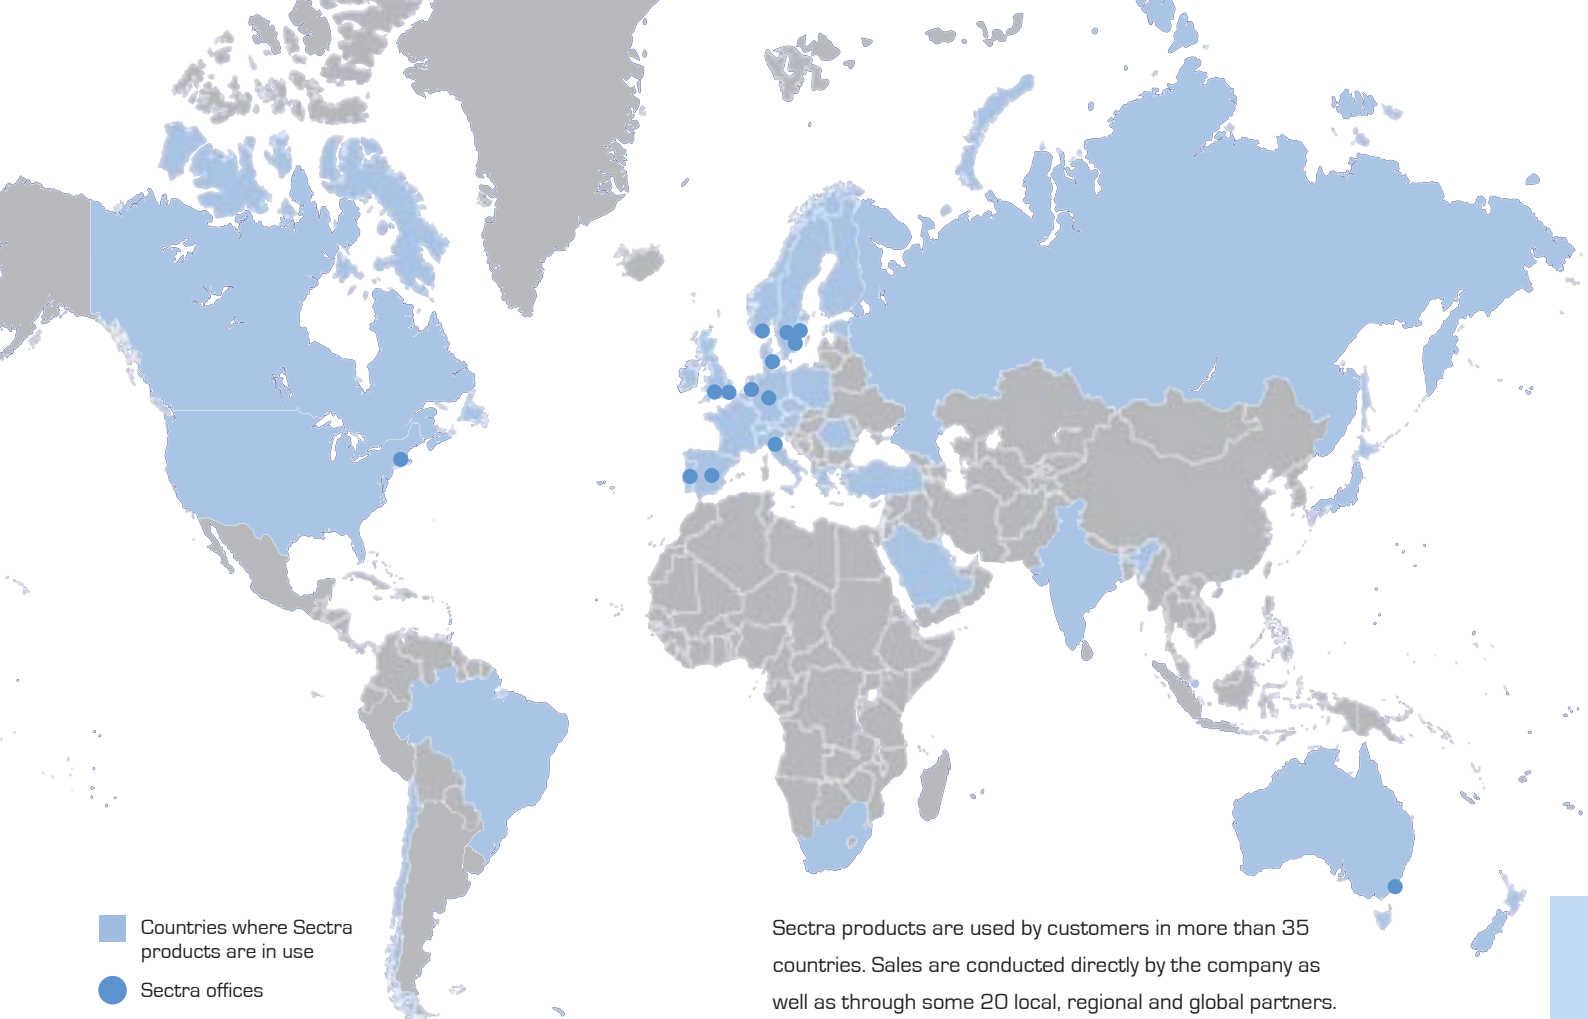 Countries where Sectra
products are in use
Sectra offices
Sectra products are used by customers in more than 35
countries. Sales are conducted directly by the company as
well as through some 20 local, regional and global partners.